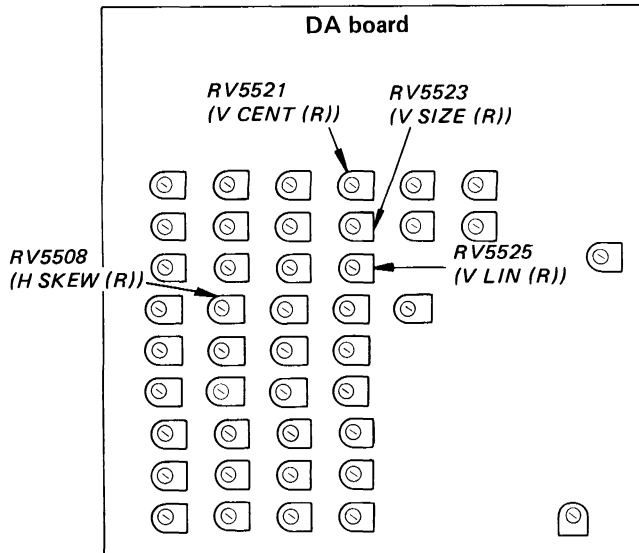 DA board
RV5521
(V CENT (R))
RV5523
(V SIZE (R))
RV5508
(H SKEW (R))
RV5525
(V LIN (R))